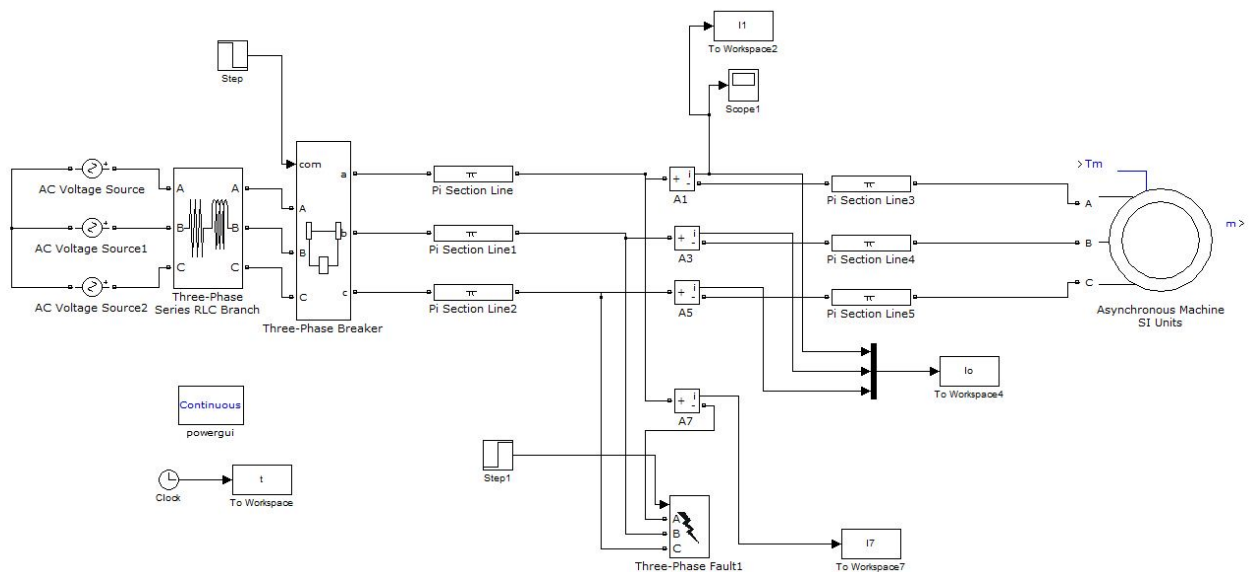 I1
To Workspace2
Step
Scope1
com
A
B
C
a
b
c
AC Voltage Source
AC Voltage Source1
AC Voltage Source2
A
B
C
A
B
C
Three-Phase
Series RLC Branch
Three-Phase Breaker
Pi Section Line
Pi Section Line1
Pi Section Line2
+
i
-
A1
+
i
-
A3
+
i
-
A5
Pi Section Line3
Pi Section Line4
Pi Section Line5
>Tm
m>
A
B
C
Asynchronous Machine
SI Units
Io
To Workspace4
Continuous
powergui
+
i
-
A7
Step1
Clock
t
To Workspace
A
B
C
Three-Phase Fault1
I7
To Workspace7